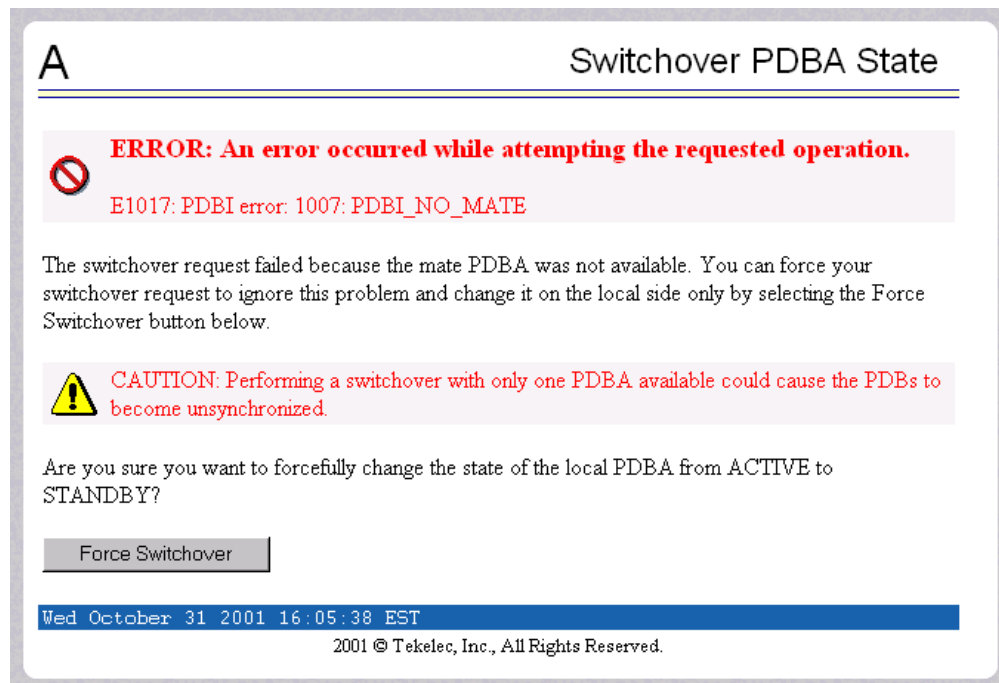 A
Switchover PDBA State
ERROR: An error occurred while attempting the requested operation.
E1017: PDBI error: 1007: PDBI_NO_MATE
The switchover request failed because the mate PDBA was not available. You can force your
switchover request to ignore this problem and change it on the local side only by selecting the Force
Switchover button below.
CAUTION: Performing a switchover with only one PDBA available could cause the PDBs to
become unsynchronized.
Are you sure you want to forcefully change the state of the local PDBA from ACTIVE to
STANDBY?
Force Switchover
Wed October 31 2001 16:05:38 EST
2001 © Tekelec, Inc., All Rights Reserved.